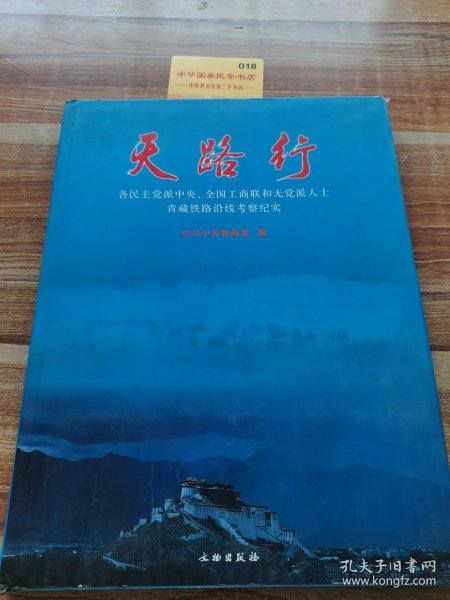 018
中华国泰民安书店
天路行
各民主党派中央、全国工商联和无党派人士
青藏铁路沿线考察纪实
中共中央统战部 编
文物出版社
孔夫子旧书网
www.kongfz.com